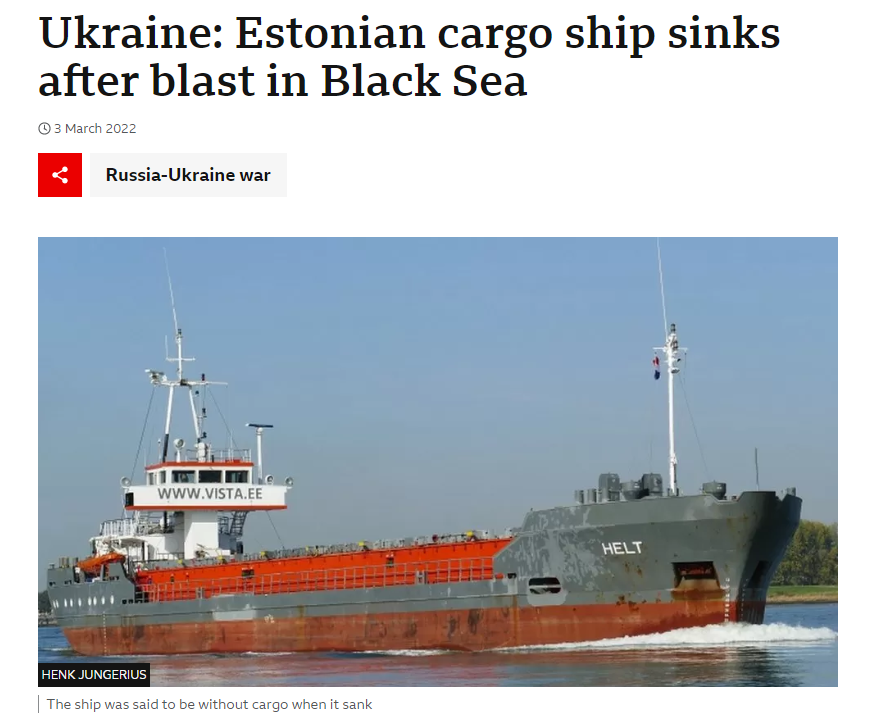 Ukraine: Estonian cargo ship sinks
after blast in Black Sea
3 March 2022
Russia-Ukraine war
WWW.VISTA.EE
HELT
HENK JUNGERIUS
The ship was said to be without cargo when it sank